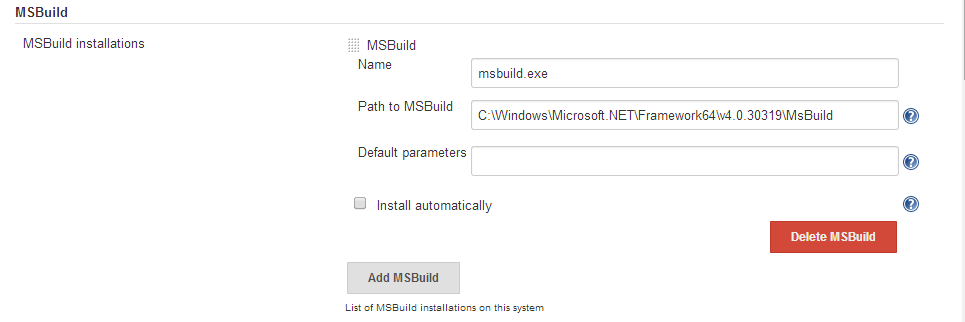 MSBuild
MSBuild installations
MSBuild
Name
msbuild.exe
Path to MSBuild
C:\Windows\Microsoft.NET\Framework64\v4.0.30319\MsBuild
?
Default parameters
?
Install automatically
?
Delete MSBuild
Add MSBuild
List of MSBuild installations on this system